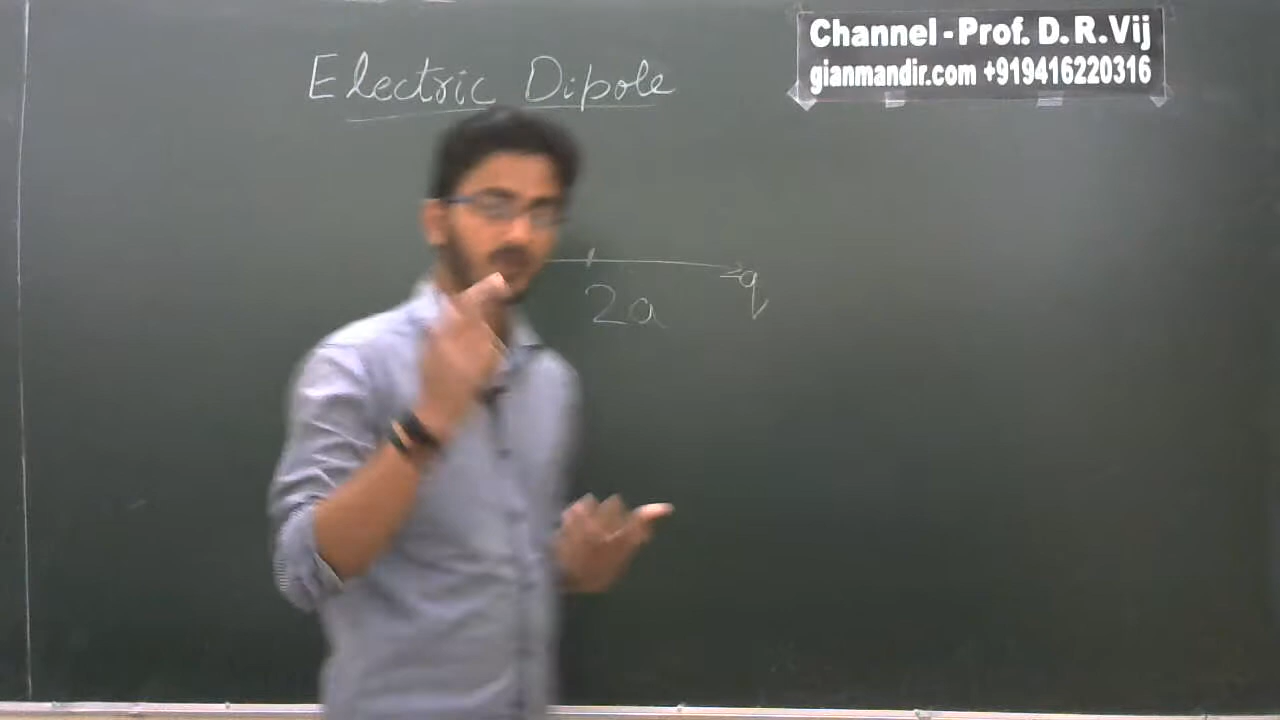 Channel - Prof. D. R. Vij
gianmandir.com +919416220316
Electric Dipole
q
2a